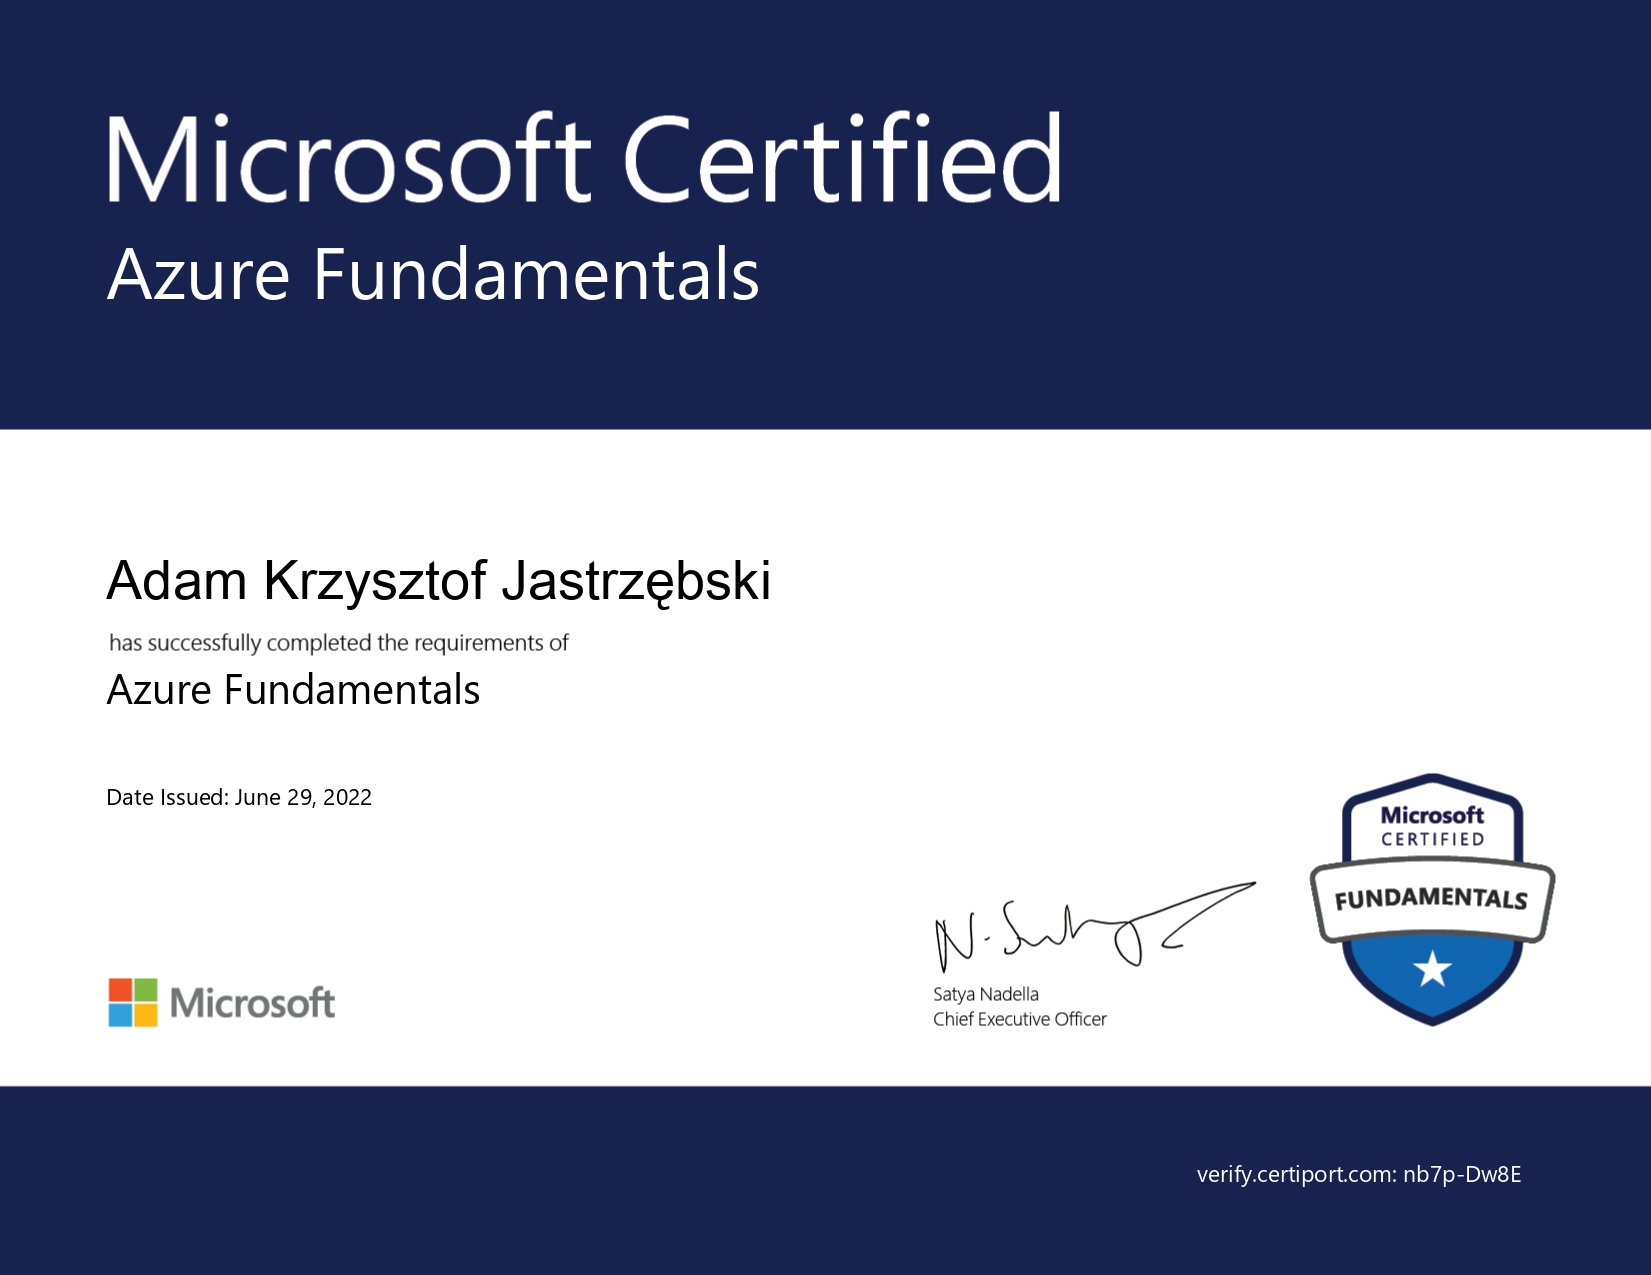 Microsoft Certified
Azure Fundamentals
Adam Krzysztof Jastrzębski
has successfully completed the requirements of
Azure Fundamentals
Date Issued: June 29, 2022
Microsoft
CERTIFIED
FUNDAMENTALS
N. Satya
Satya Nadella
Chief Executive Officer
Microsoft
verify.certiport.com: nb7p-Dw8E